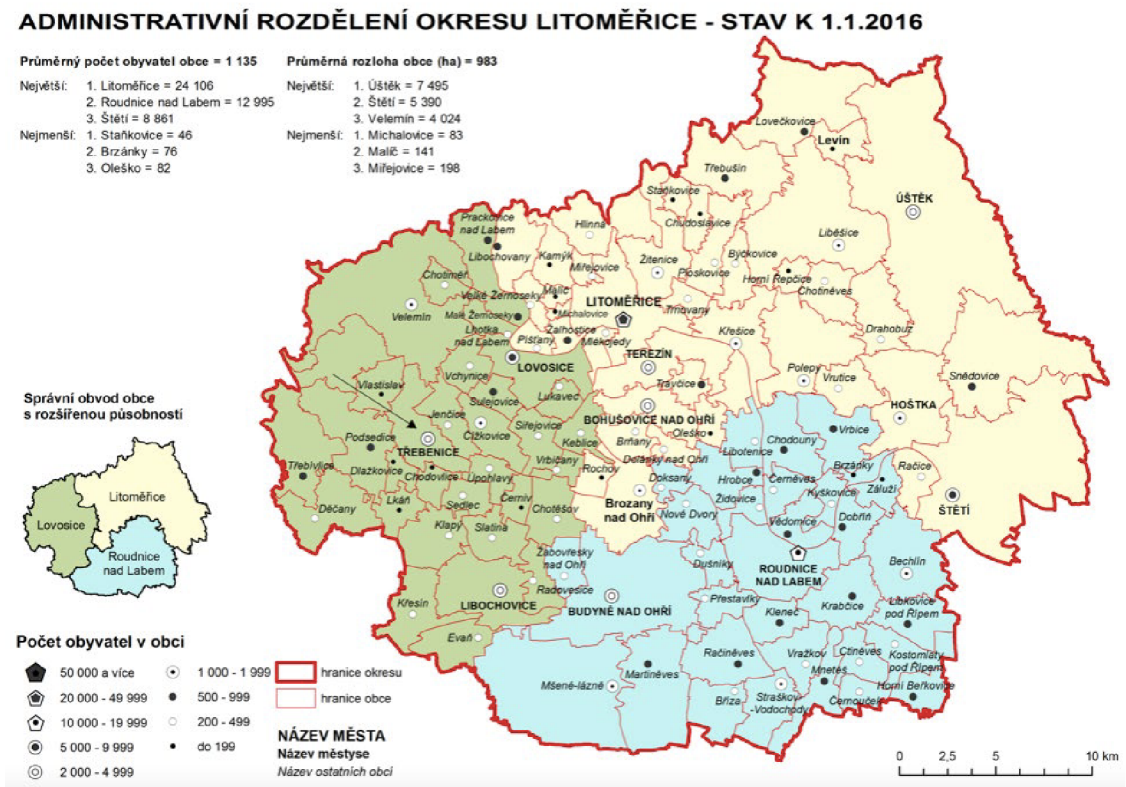 ADMINISTRATIVNÍ ROZDĚLENÍ OKRESU LITOMĚŘICE - STAV K 1.1.2016
Průměrný počet obyvatel obce = 1 135
Největší: 1. Litoměřice = 24 106
2. Roudnice nad Labem = 12 995
3. Štětí = 8 861
Nejmenší: 1. Staňkovice = 46
2. Brzánky = 76
3. Oleško = 82
Průměrná rozloha obce (ha) = 983
Největší: 1. Úštěk = 7 495
2. Štětí = 5 390
3. Velemín = 4 024
Nejmenší: 1. Michalovice = 83
2. Malíč = 141
3. Miřejovice = 198
Lovečkovice
Levín
Třebušín
Staňkovice
Chudoslavice
ÚŠTĚK
Prackovice
nad Labem
Hlinná
Liběšice
Libochovany
Kamýk
Miřejovice
Žitenice
Ploskovice
Býčkovice
Horní Řepčice
Chotiněves
Chotiměř
Velké Žernoseky
Malíč
LITOMĚŘICE
Trnovany
Velemín
Malé Žernoseky
Michalovice
Lhotka
nad Labem
Píšťany
Žalhostice
Mlékojedy
Křešice
Drahobuz
LOVOSICE
TEREZÍN
Vchynice
Travčice
Polepy
Vrutice
Snědovice
Vlastislav
Sulejovice
Lukavec
HOŠTKA
Jenčice
Čížkovice
Siřejovice
BOHUŠOVICE NAD OHŘÍ
Oleško
Vrbice
Podsedice
TŘEBENICE
Keblice
Brňany
Dolánky nad Ohří
Libotenice
Chodouny
Třebívlice
Dlažkovice
Chodovice
Úpohlavy
Vrbičany
Rochov
Doksany
Hrobce
Černěves
Brzánky
Račice
Děčany
Lkáň
Sedlec
Černiv
Chotěšov
Brozany
nad Ohří
Nové Dvory
Židovice
Kyškovice
Záluží
ŠTĚTÍ
Klapý
Slatina
Vědomice
Dobříň
Žabovřesky
nad Ohří
Dušníky
ROUDNICE
NAD LABEM
Bechlín
Radovesice
Křesín
LIBOCHOVICE
BUDYNĚ NAD OHŘÍ
Přestavlky
Kleneč
Krabčice
Libkovice
pod Řípem
Evaň
Martiněves
Račiněves
Vražkov
Ctiněves
Kostomlaty
pod Řípem
Mšené-lázně
Mnetěš
Horní Beřkovice
Bříza
Straškov
-Vodochody
Černouček
Správní obvod obce
s rozšířenou působností
Litoměřice
Lovosice
Roudnice
nad Labem
Počet obyvatel v obci
50 000 a více
20 000 - 49 999
10 000 - 19 999
5 000 - 9 999
2 000 - 4 999
1 000 - 1 999
500 - 999
200 - 499
do 199
hranice okresu
hranice obce
NÁZEV MĚSTA
Název městyse
Název ostatních obcí
0 2,5 5 10 km